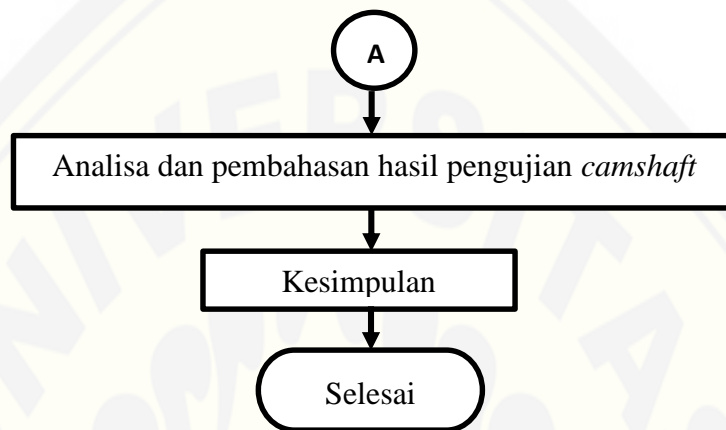 A
Analisa dan pembahasan hasil pengujian camshaft
Kesimpulan
Selesai